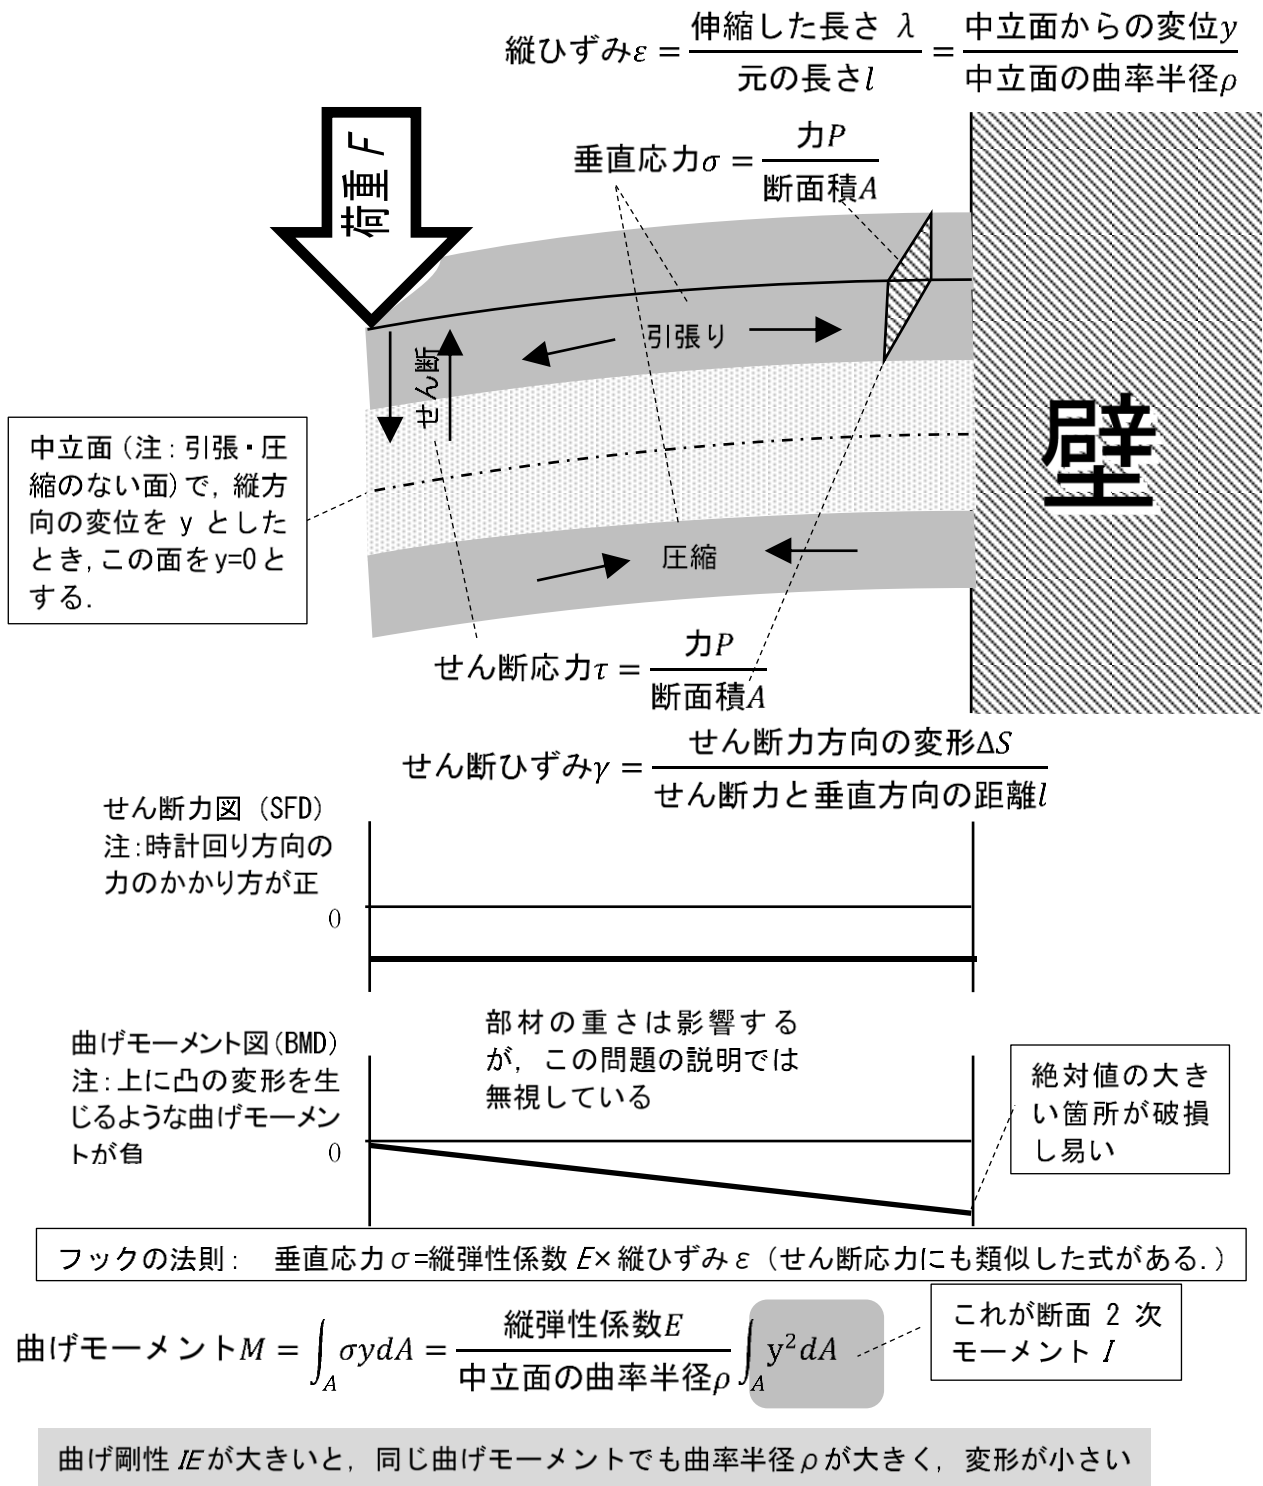 縦ひずみε = 伸縮した長さ λ / 元の長さl = 中立面からの変位y / 中立面の曲率半径ρ
荷重 F
垂直応力σ = 力P / 断面積A
引張り
せん断
壁
中立面(注:引張・圧
縮のない面)で, 縦方
向の変位を y とした
とき,この面をy=0と
する.
圧縮
せん断応力τ = 力P / 断面積A
せん断ひずみγ = せん断力方向の変形ΔS / せん断力と垂直方向の距離l
せん断力図 (SFD)
注:時計回り方向の
力のかかり方が正
0
曲げモーメント図(BMD)
注:上に凸の変形を生
じるような曲げモーメン
トが負
0
部材の重さは影響する
が, この問題の説明では
無視している
絶対値の大き
い箇所が破損
し易い
フックの法則: 垂直応力σ=縦弾性係数 E×縦ひずみε (せん断応力にも類似した式がある.)
曲げモーメントM = ∫_A σydA = 縦弾性係数E / 中立面の曲率半径ρ ∫_A y²dA
これが断面 2 次
モーメント I
曲げ剛性 IE が大きいと, 同じ曲げモーメントでも曲率半径ρが大きく, 変形が小さい